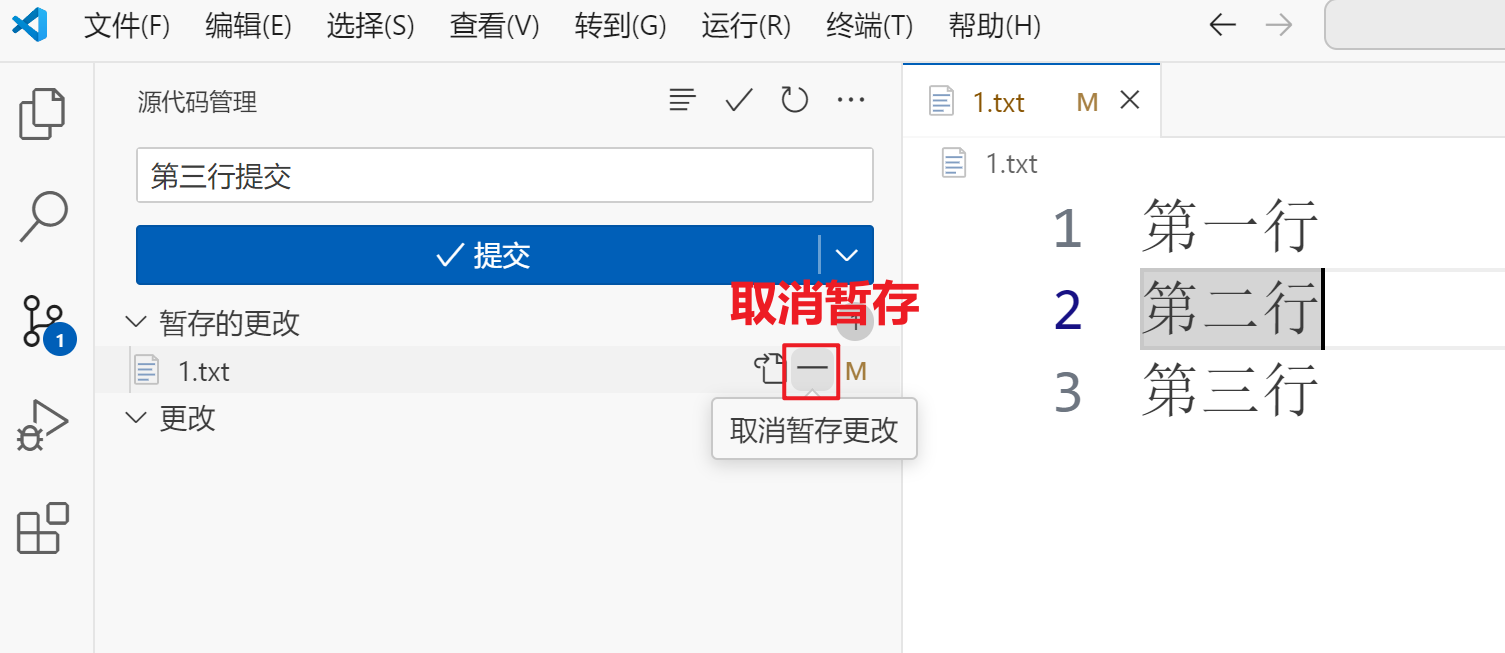 文件(F) 编辑(E) 选择(S) 查看(V) 转到(G) 运行(R) 终端(T) 帮助(H)
源代码管理
第三行提交
提交
取消暂存
暂存的更改 1
1.txt M
取消暂存更改
更改
1
1.txt M
1.txt
1 第一行
2 第二行
3 第三行